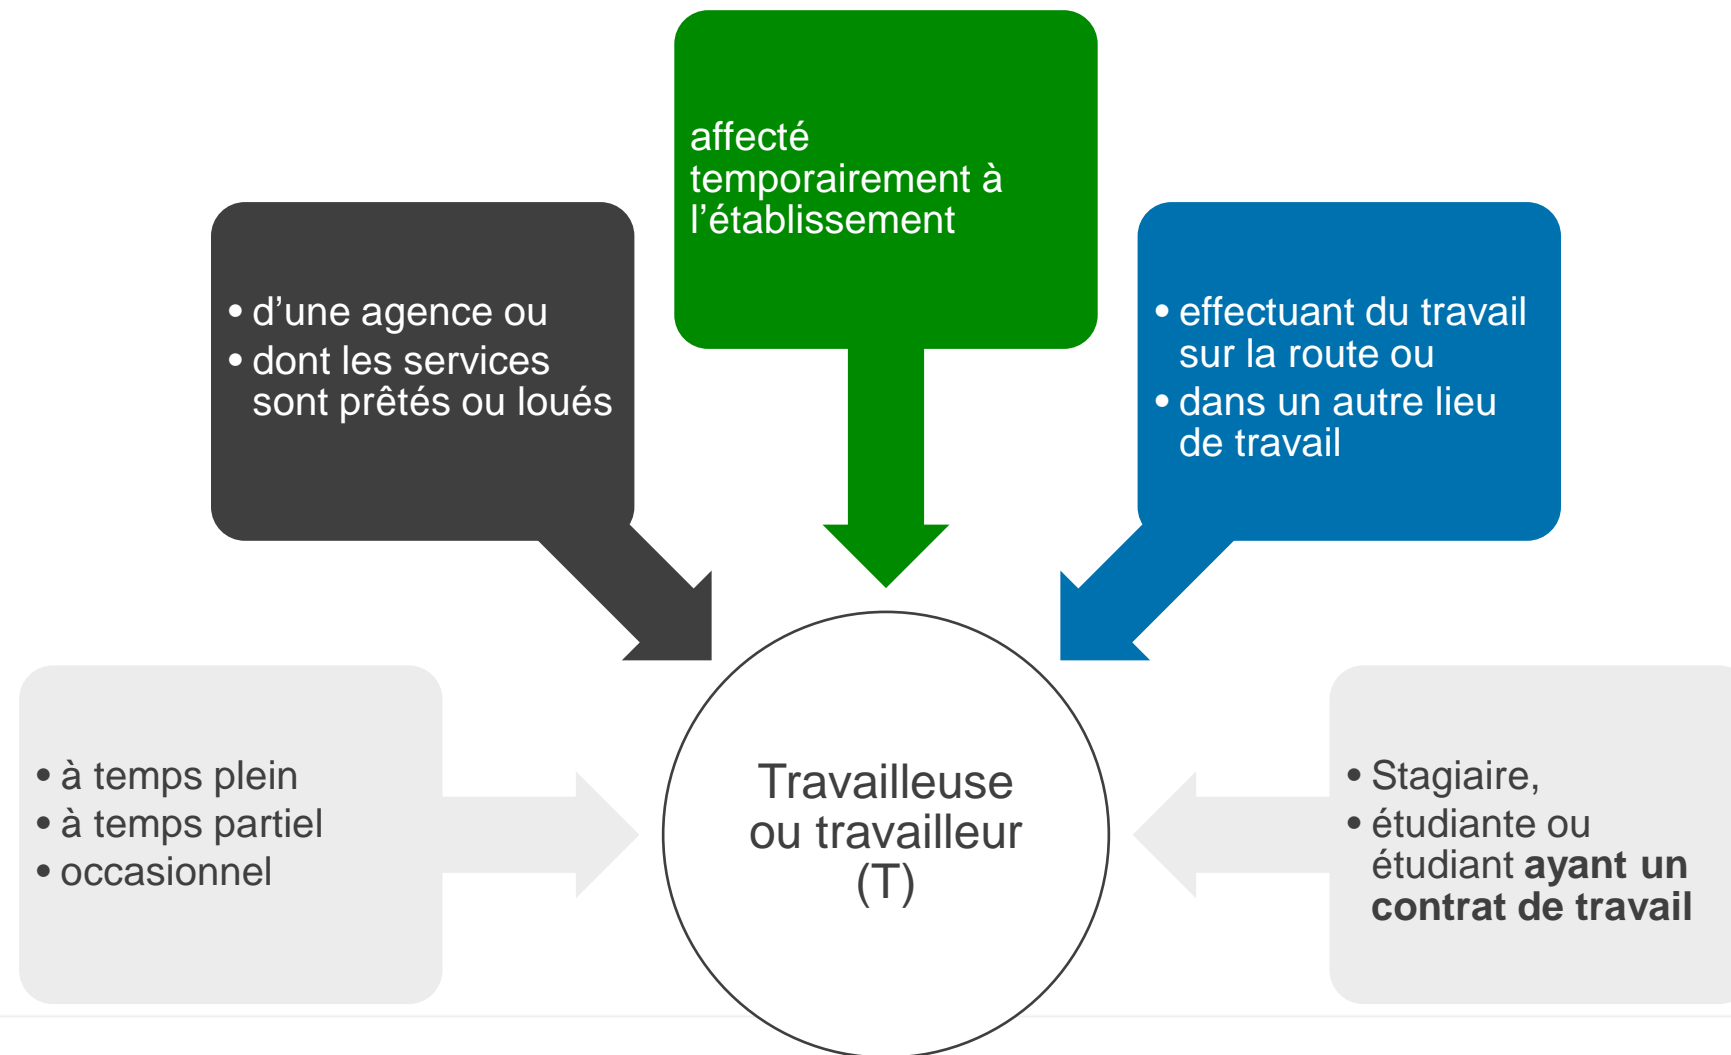 affecté
temporairement à
l’établissement
• d’une agence ou
• dont les services
sont prêtés ou loués
• effectuant du travail
sur la route ou
• dans un autre lieu
de travail
• à temps plein
• à temps partiel
• occasionnel
Travailleuse
ou travailleur
(T)
• Stagiaire,
• étudiante ou
étudiant ayant un
contrat de travail